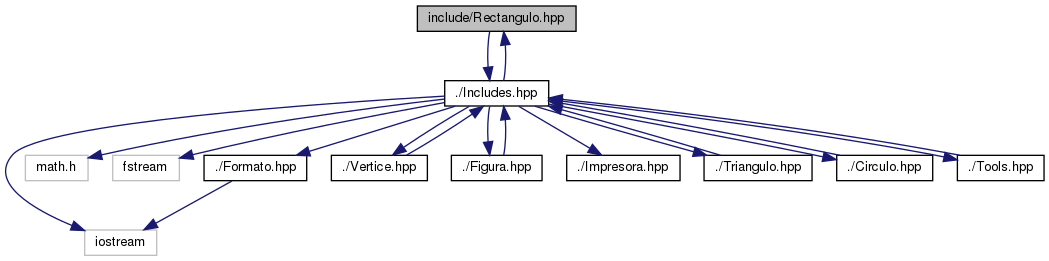 include/Rectangulo.hpp
./Includes.hpp
math.h
fstream
./Formato.hpp
./Vertice.hpp
./Figura.hpp
./Impresora.hpp
./Triangulo.hpp
./Circulo.hpp
./Tools.hpp
iostream